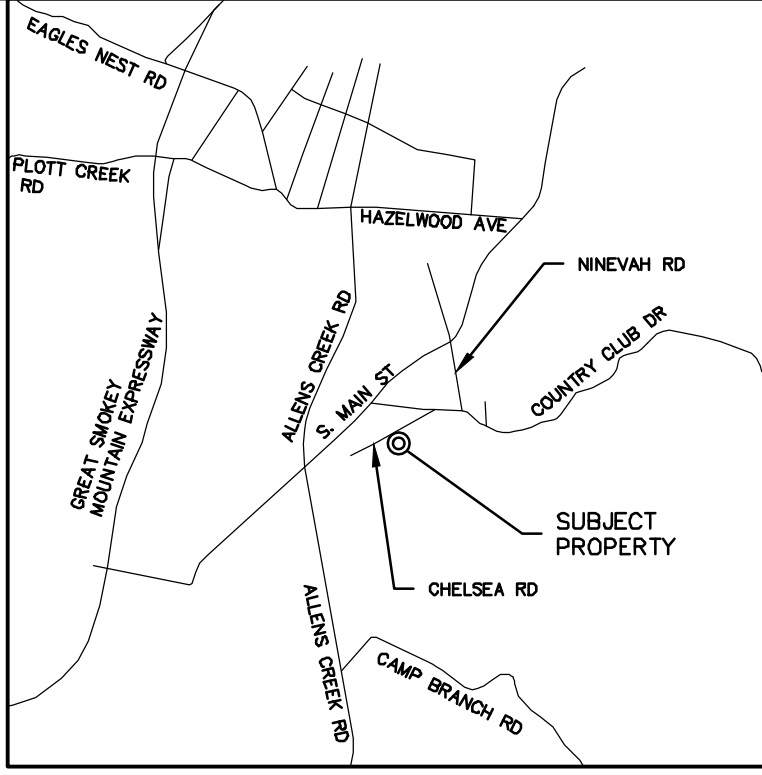 EAGLES NEST RD
PLOTT CREEK
RD
HAZELWOOD AVE
NINEVAH RD
COUNTRY CLUB DR
ALLENS CREEK RD
S. MAIN ST
GREAT SMOKEY
MOUNTAIN EXPRESSWAY
SUBJECT
PROPERTY
CHELSEA RD
ALLENS CREEK RD
CAMP BRANCH RD